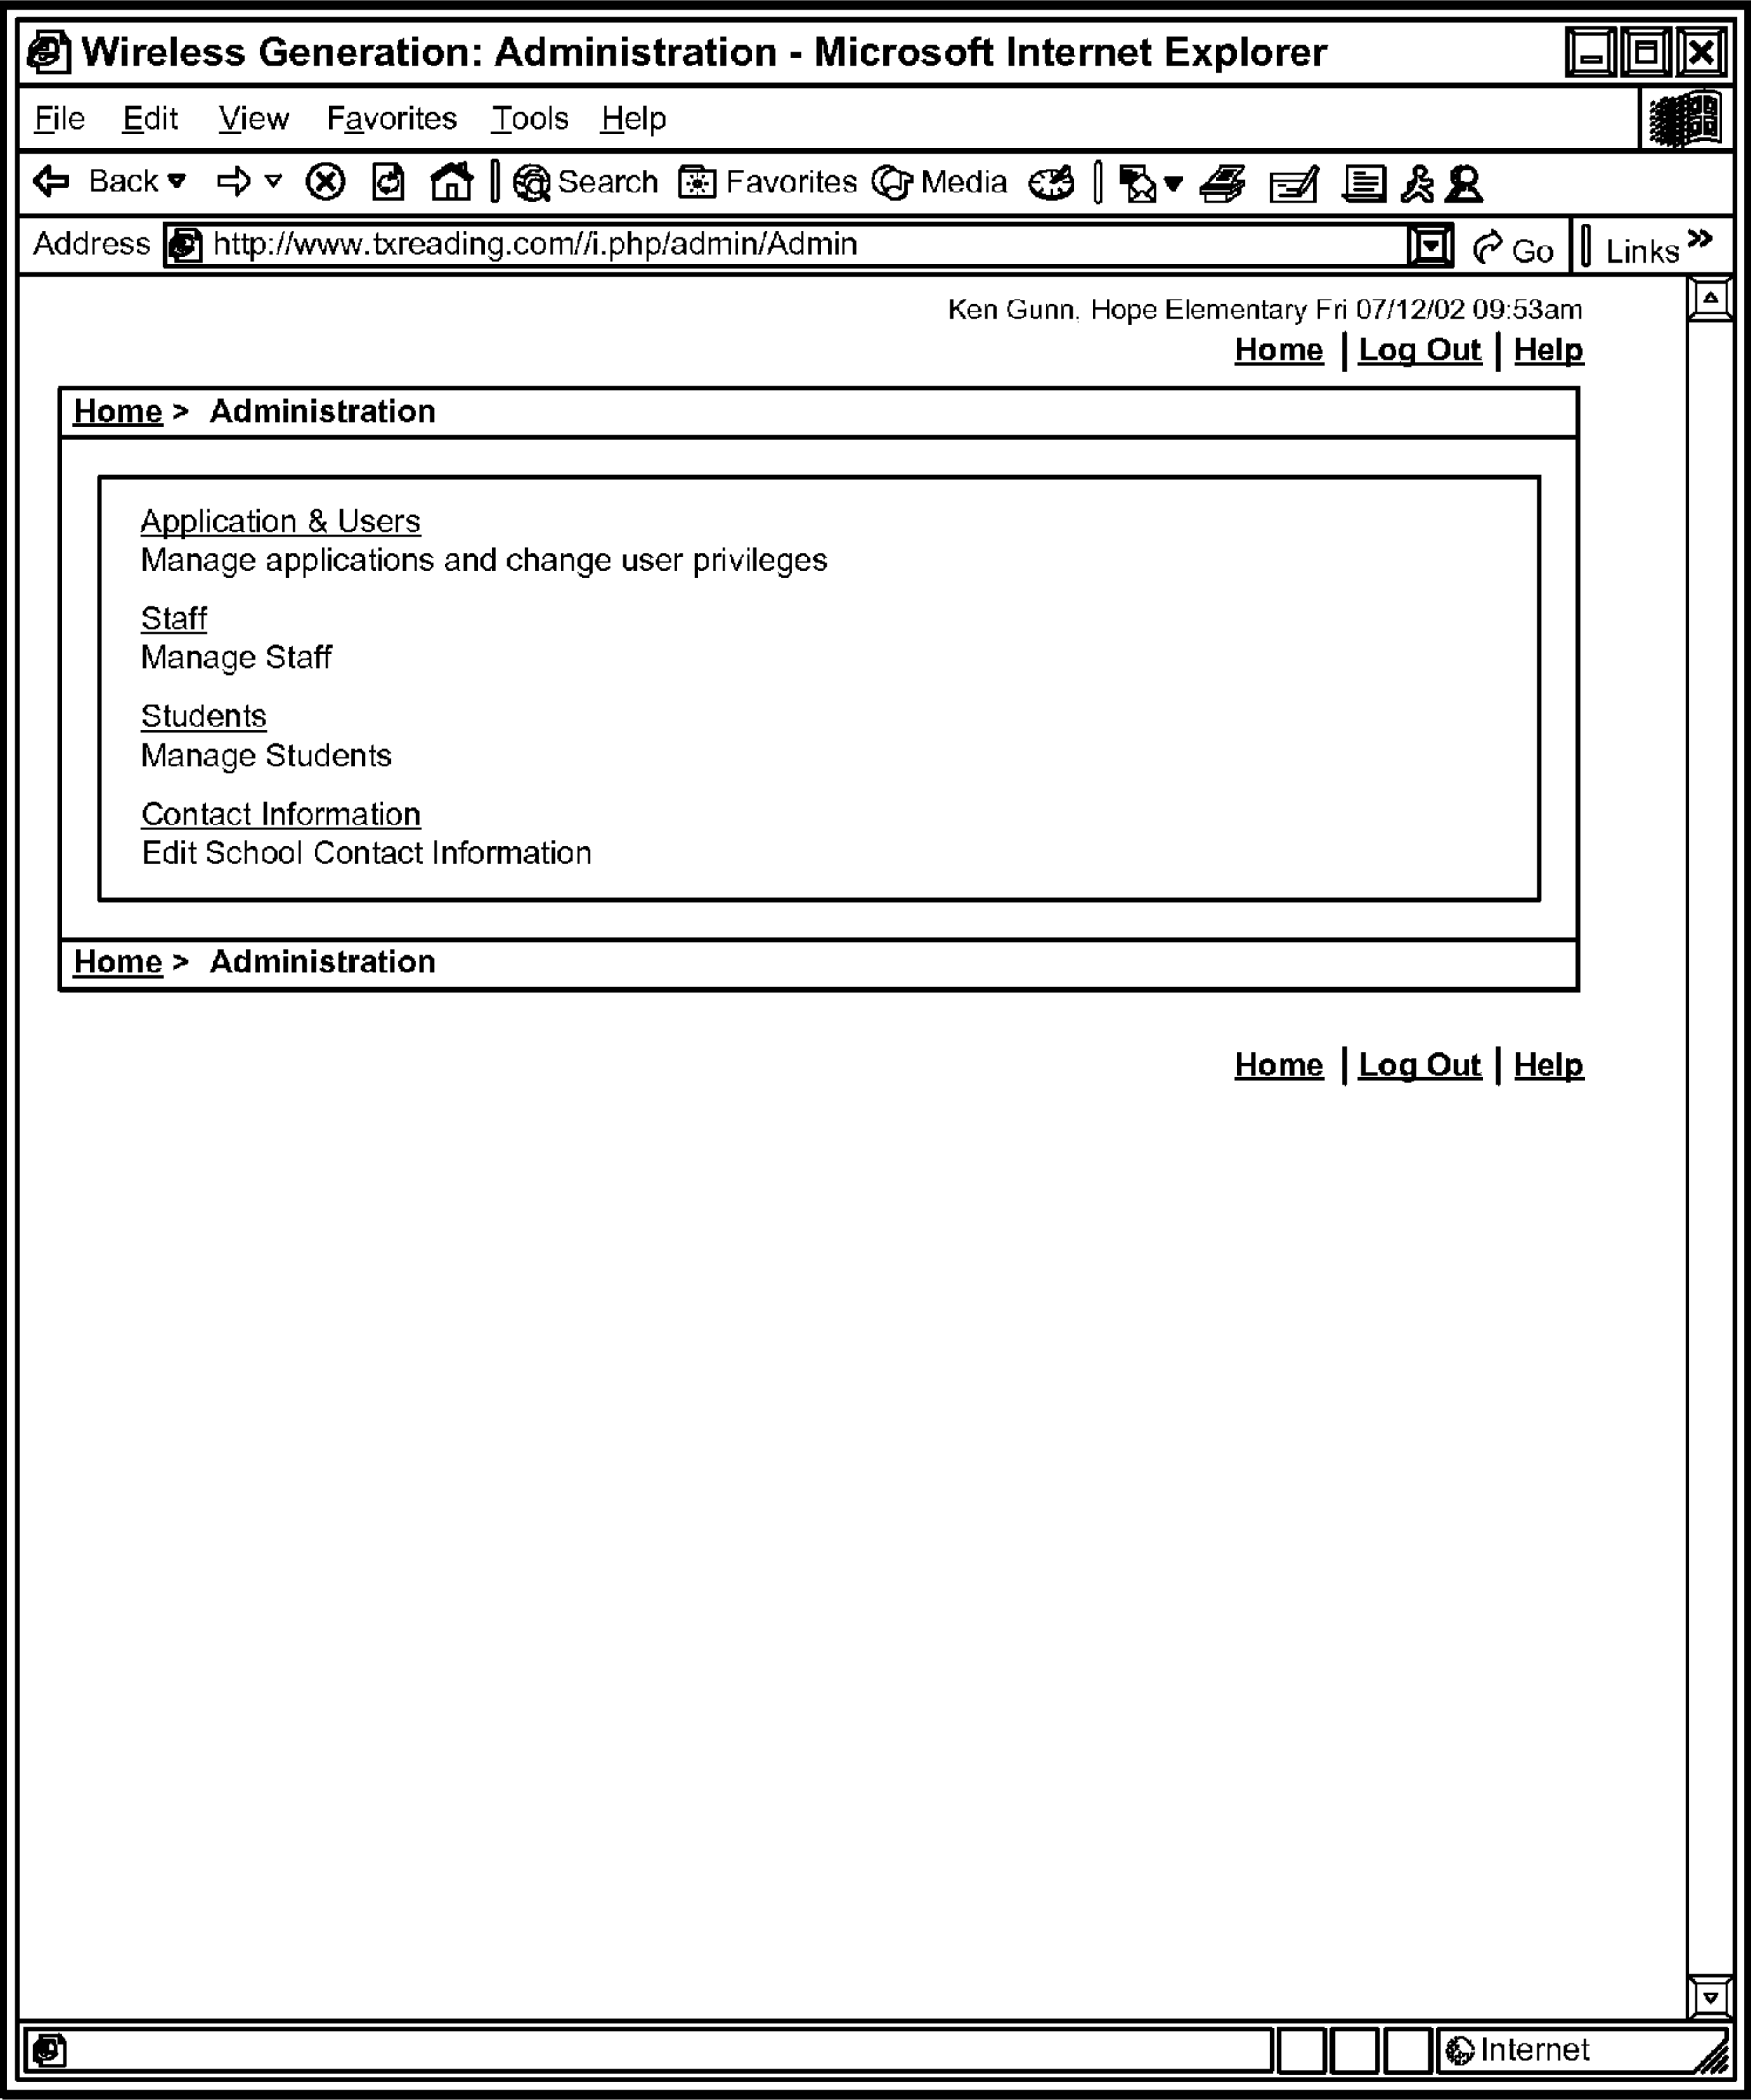 Wireless Generation: Administration - Microsoft Internet Explorer
File Edit View Favorites Tools Help
Back Search Favorites Media
Address http://www.txreading.com//i.php/admin/Admin Go Links »
Ken Gunn, Hope Elementary Fri 07/12/02 09:53am
Home | Log Out | Help
Home > Administration
Application & Users
Manage applications and change user privileges
Staff
Manage Staff
Students
Manage Students
Contact Information
Edit School Contact Information
Home > Administration
Home | Log Out | Help
Internet